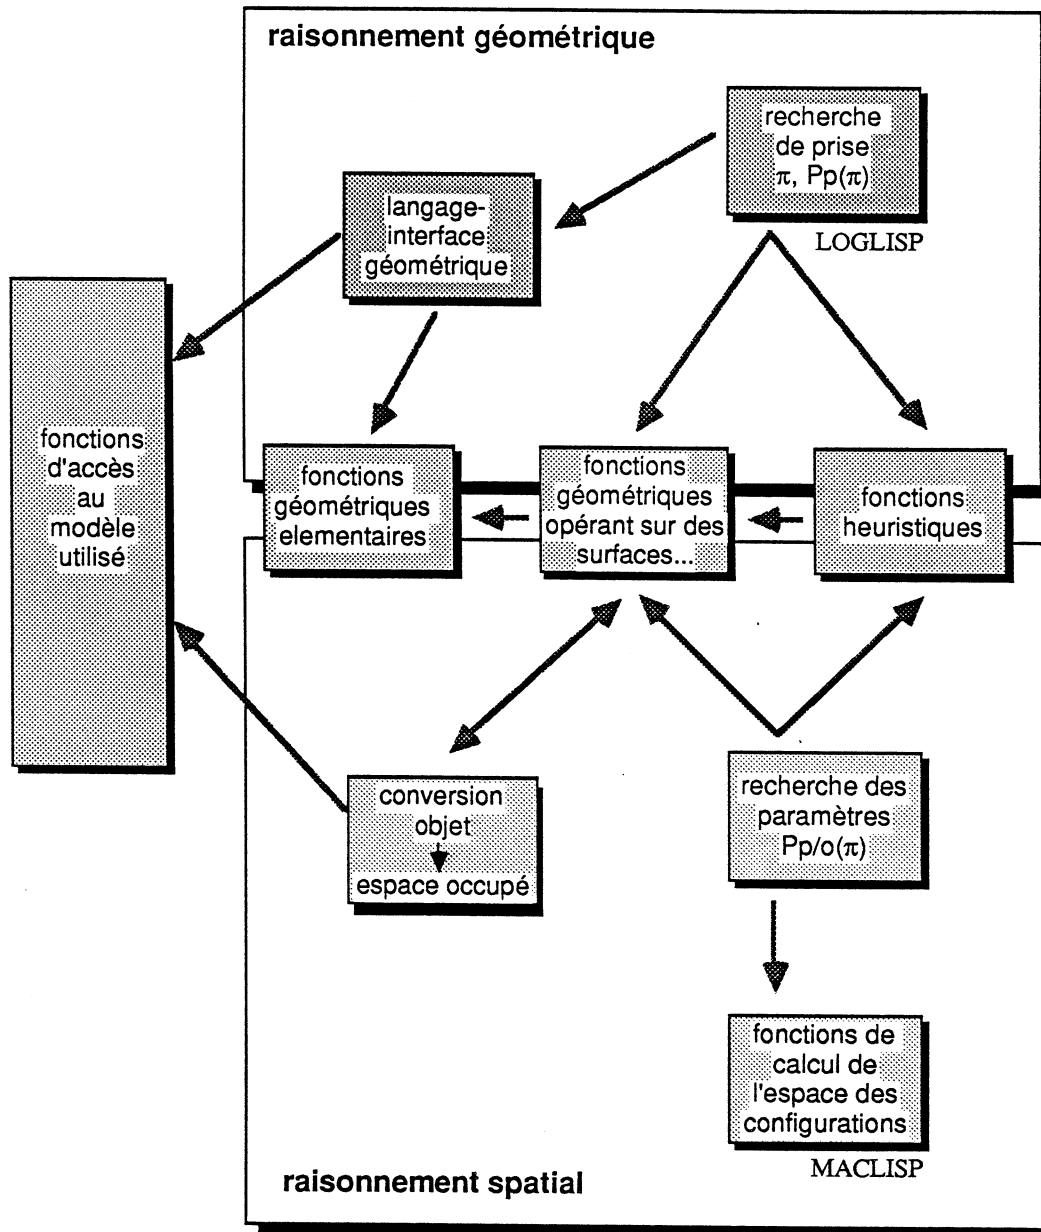 raisonnement géométrique
recherche
de prise
π, Pp(π)
LOGLISP
langage-
interface
géométrique
fonctions
d'accès
au
modèle
utilisé
fonctions
géométriques
elementaires
fonctions
géométriques
opérant sur des
surfaces...
fonctions
heuristiques
conversion
objet
espace occupé
recherche des
paramètres
Pp/o(π)
fonctions de
calcul de
l'espace des
configurations
MACLISP
raisonnement spatial